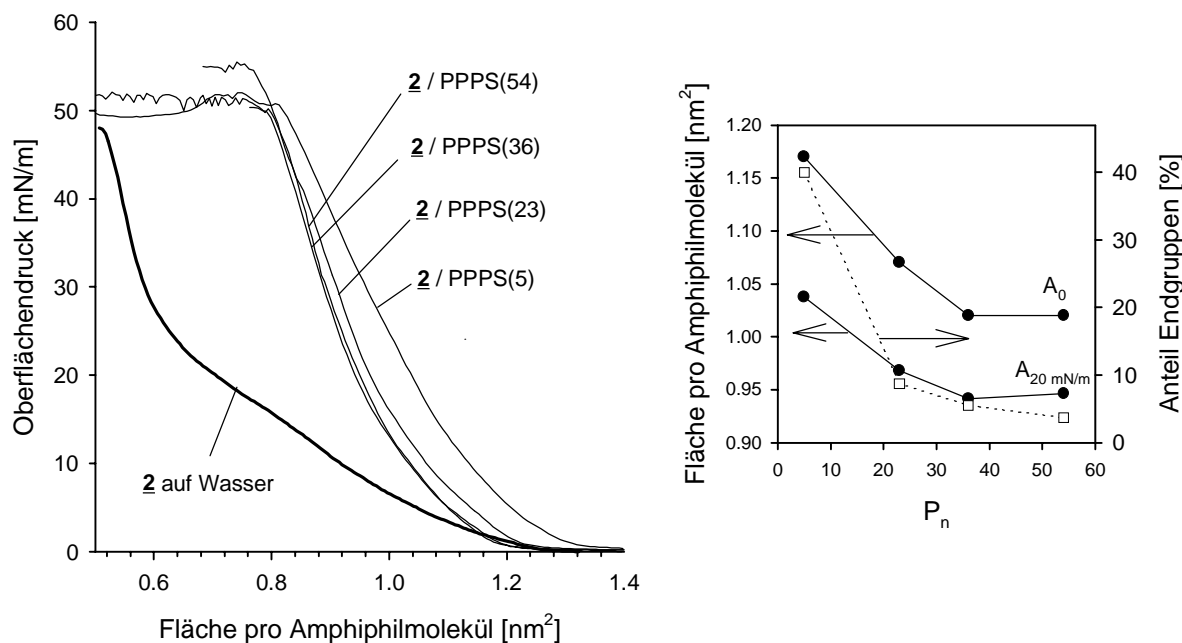 Oberflächendruck [mN/m]
60
50
40
30
20
10
0
0.6
0.8
1.0
1.2
1.4
Fläche pro Amphiphilmolekül [nm²]
2 / PPPS(54)
2 / PPPS(36)
2 / PPPS(23)
2 / PPPS(5)
2 auf Wasser
Fläche pro Amphiphilmolekül [nm²]
1.20
1.15
1.10
1.05
1.00
0.95
0.90
0
10
20
30
40
50
60
Pₙ
A₀
A₂₀ mN/m
40
30
20
10
0
Anteil Endgruppen [%]